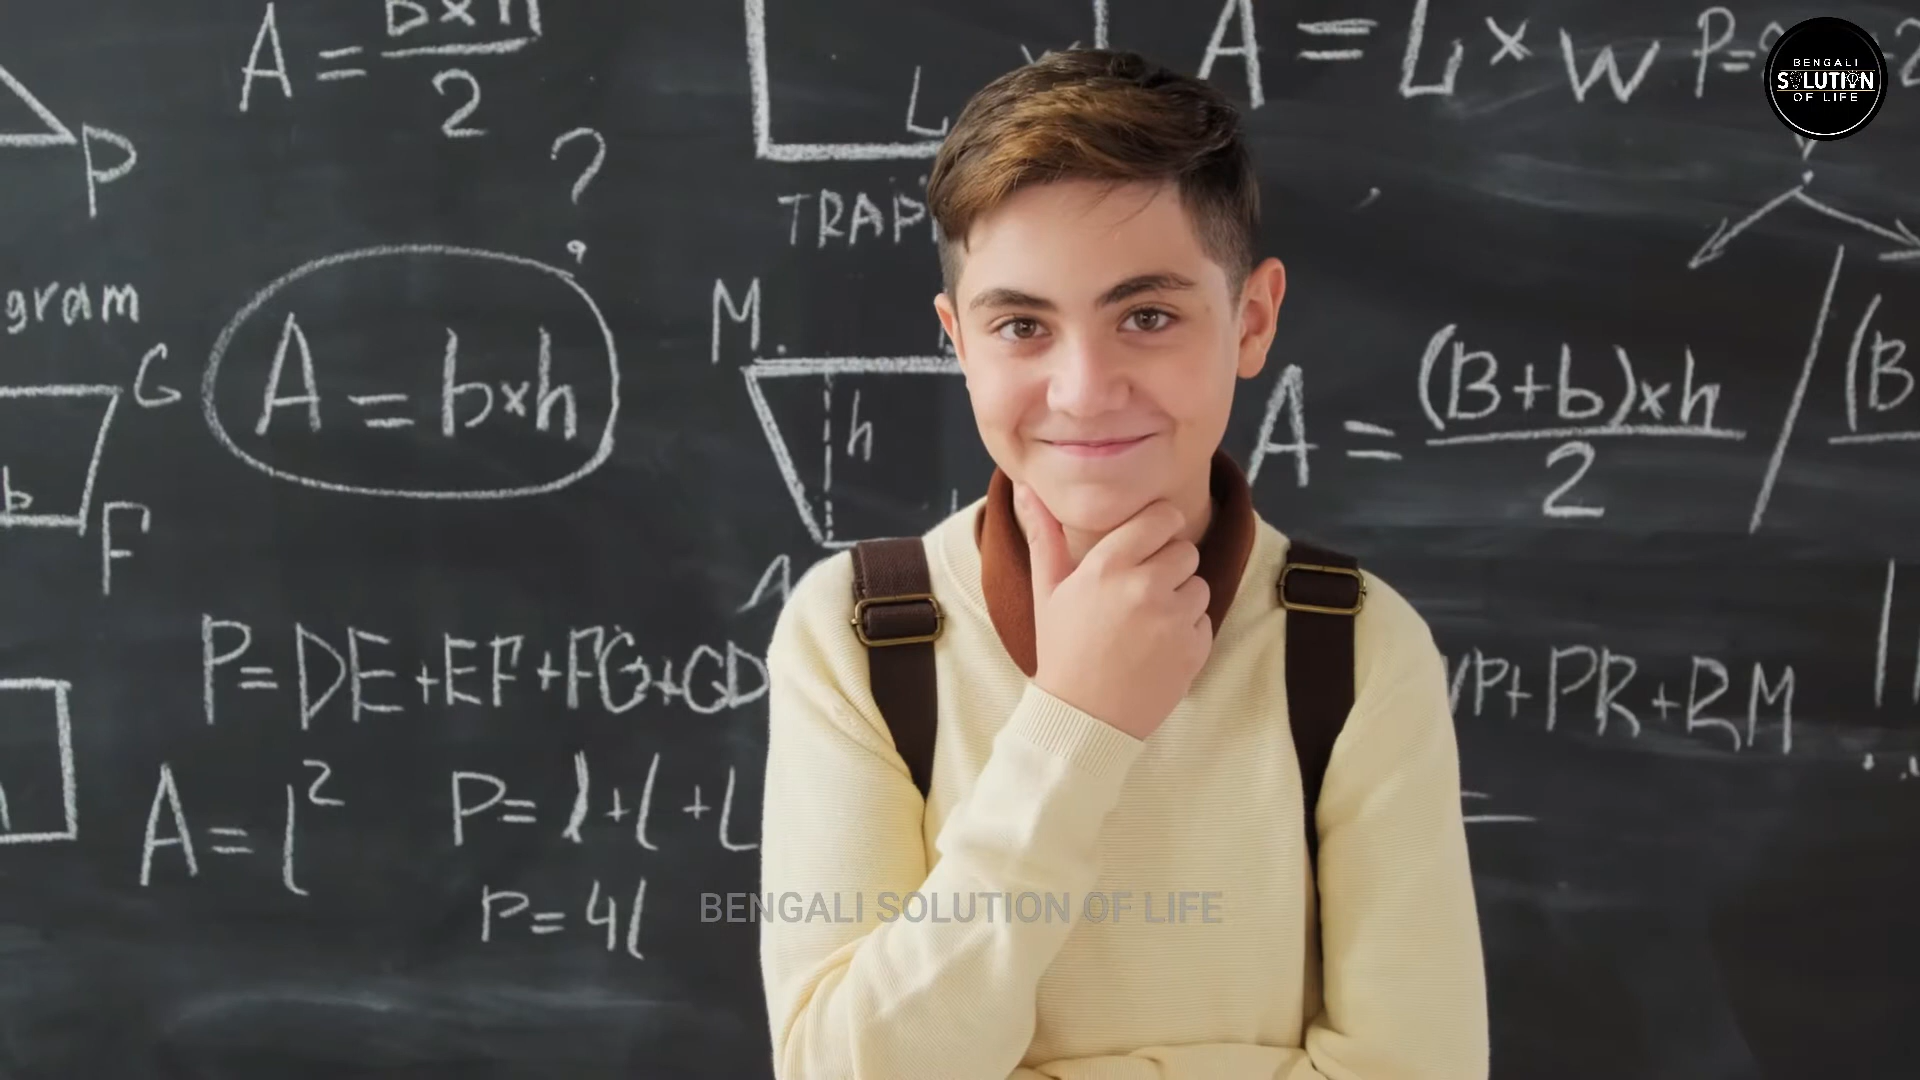 A = b x h / 2
L
A = L x W
P=
BENGALI
SOLUTION
OF LIFE
P
?
TRAP
gram
G
A = b x h
M
h
A = (B+b) x h / 2
(B
b
F
A
P = DE + EF + FG + GD
P + PR + RM
A = l²
P = l + l + L
P = 4l
BENGALI SOLUTION OF LIFE